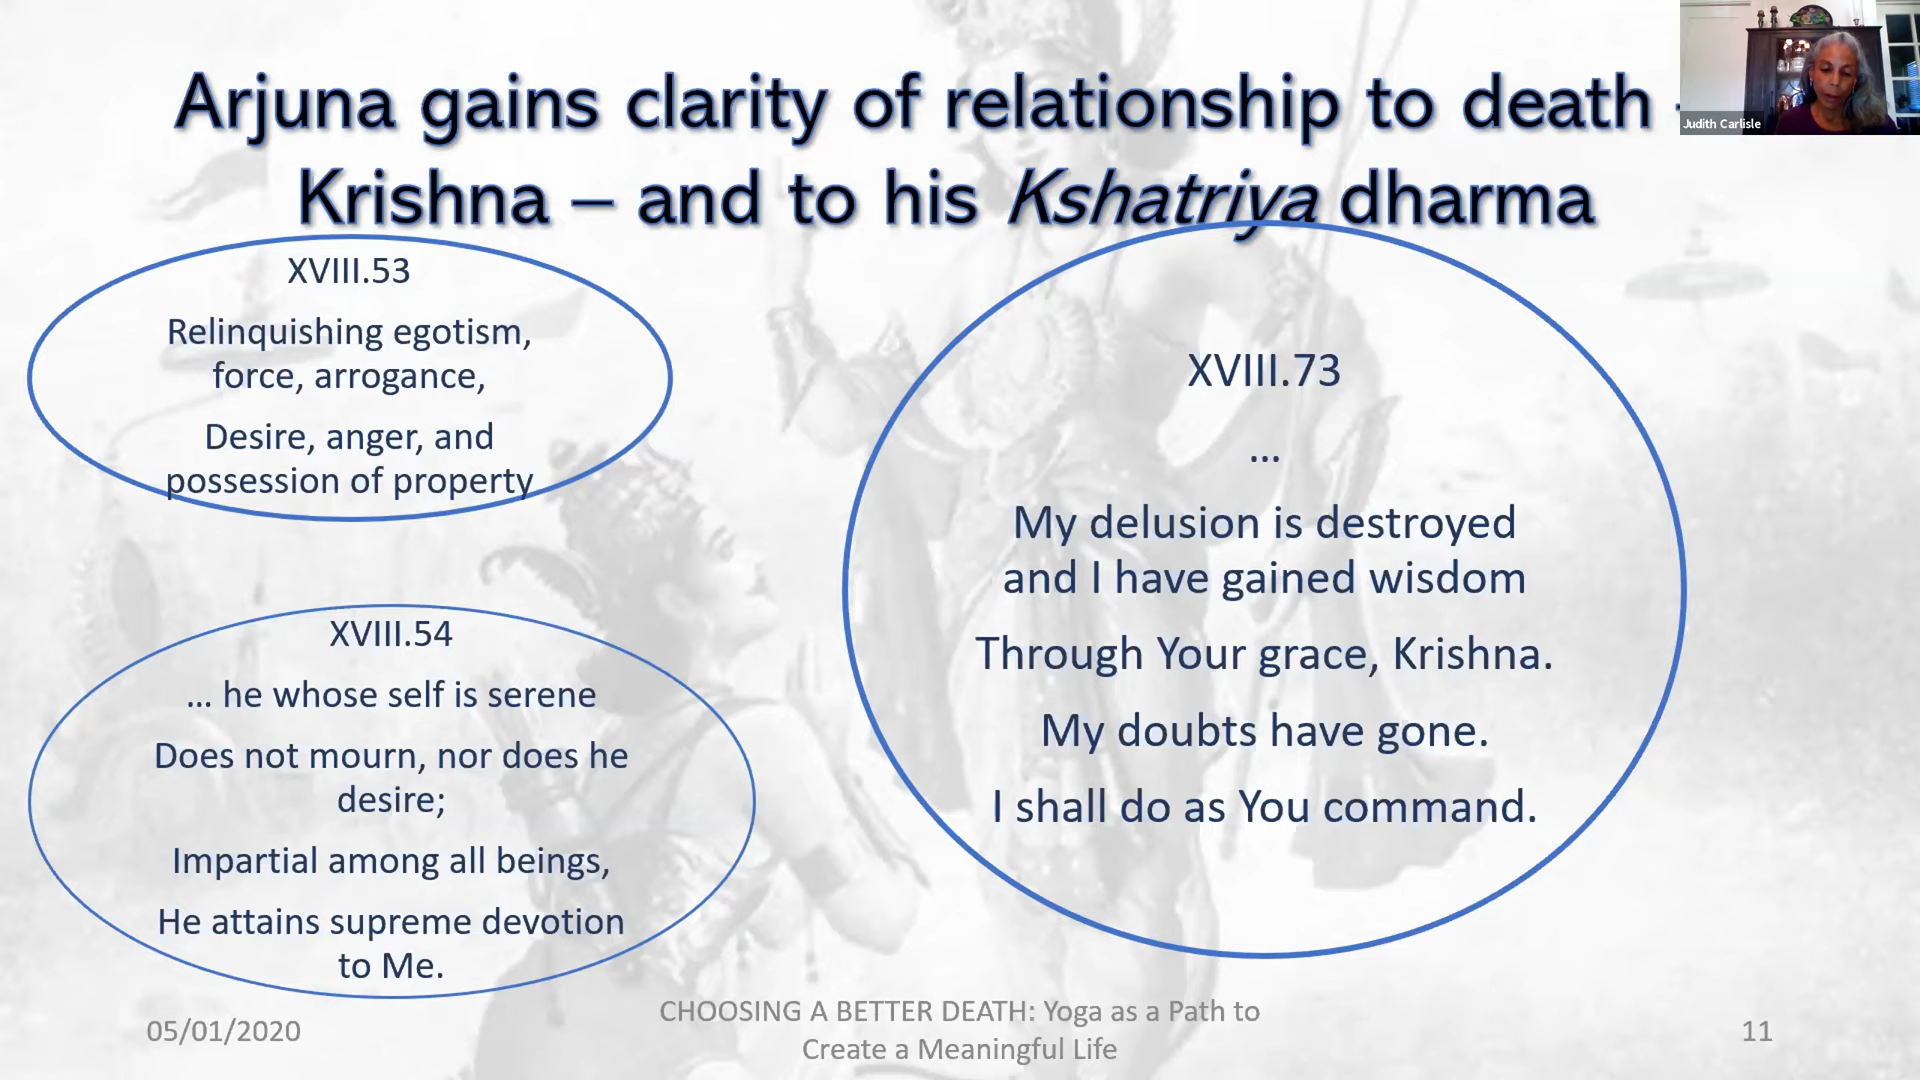 Arjuna gains clarity of relationship to death -
Krishna – and to his Kshatriya dharma
Judith Carlisle
XVIII.53
Relinquishing egotism,
force, arrogance,
Desire, anger, and
possession of property
XVIII.54
... he whose self is serene
Does not mourn, nor does he
desire;
Impartial among all beings,
He attains supreme devotion
to Me.
XVIII.73
...
My delusion is destroyed
and I have gained wisdom
Through Your grace, Krishna.
My doubts have gone.
I shall do as You command.
05/01/2020
CHOOSING A BETTER DEATH: Yoga as a Path to
Create a Meaningful Life
11